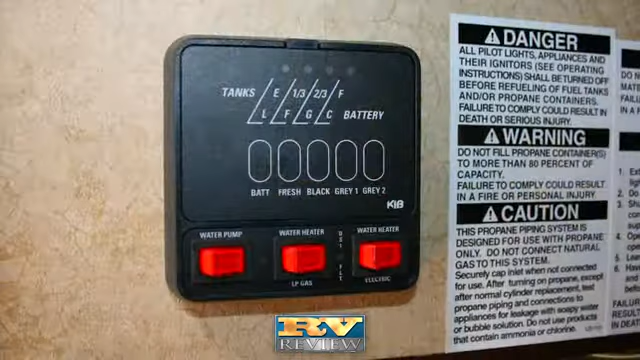 TANKS E 1/3 2/3 F
L F G C BATTERY
BATT FRESH BLACK GREY 1 GREY 2
KIB
WATER PUMP
WATER HEATER
LP GAS
DSI FLT
WATER HEATER
ELECTRIC
DANGER
ALL PILOT LIGHTS, APPLIANCES AND
THEIR IGNITORS (SEE OPERATING
INSTRUCTIONS) SHALL BE TURNED OFF
BEFORE REFUELING OF FUEL TANKS
AND/OR PROPANE CONTAINERS.
FAILURE TO COMPLY COULD RESULT IN
DEATH OR SERIOUS INJURY.
WARNING
DO NOT FILL PROPANE CONTAINER(S)
TO MORE THAN 80 PERCENT OF
CAPACITY.
FAILURE TO COMPLY COULD RESULT
IN A FIRE OR PERSONAL INJURY.
CAUTION
THIS PROPANE PIPING SYSTEM IS
DESIGNED FOR USE WITH PROPANE
ONLY. DO NOT CONNECT NATURAL
GAS TO THIS SYSTEM.
Securely cap inlet when not connected
for use. After turning on propane, except
after normal cylinder replacement, test
propane piping and connections to
appliances for leakage with soapy water
or bubble solution. Do not use products
that contain ammonia or chlorine.
RV
REVIEW